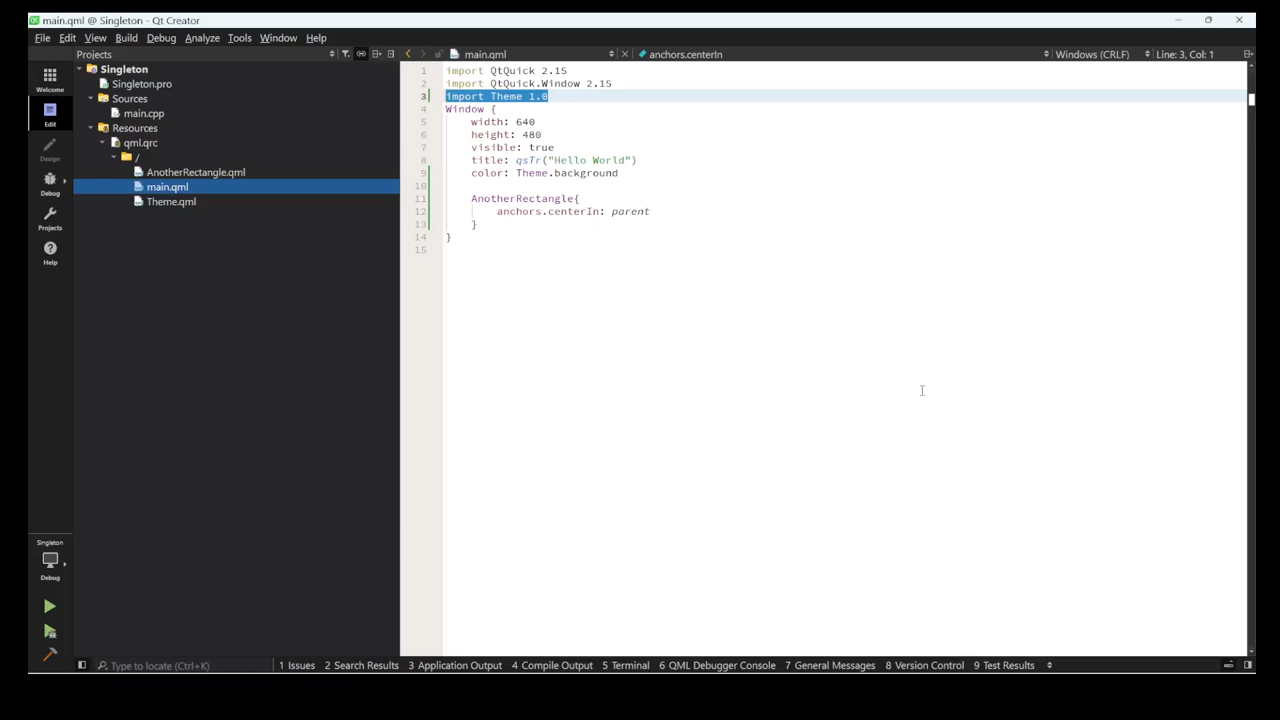 main.qml @ Singleton - Qt Creator
File Edit View Build Debug Analyze Tools Window Help
Projects
main.qml
anchors.centerIn
Windows (CRLF)
Line: 3, Col: 1
Welcome
Edit
Design
Debug
Projects
Help
Singleton
Singleton.pro
Sources
main.cpp
Resources
qml.qrc
/
AnotherRectangle.qml
main.qml
Theme.qml
1 import QtQuick 2.15
2 import QtQuick.Window 2.15
3 import Theme 1.0
4 Window {
5 width: 640
6 height: 480
7 visible: true
8 title: qsTr("Hello World")
9 color: Theme.background
10
11 AnotherRectangle{
12 anchors.centerIn: parent
13 }
14 }
15
Singleton
Debug
Type to locate (Ctrl+K)
1 Issues 2 Search Results 3 Application Output 4 Compile Output 5 Terminal 6 QML Debugger Console 7 General Messages 8 Version Control 9 Test Results